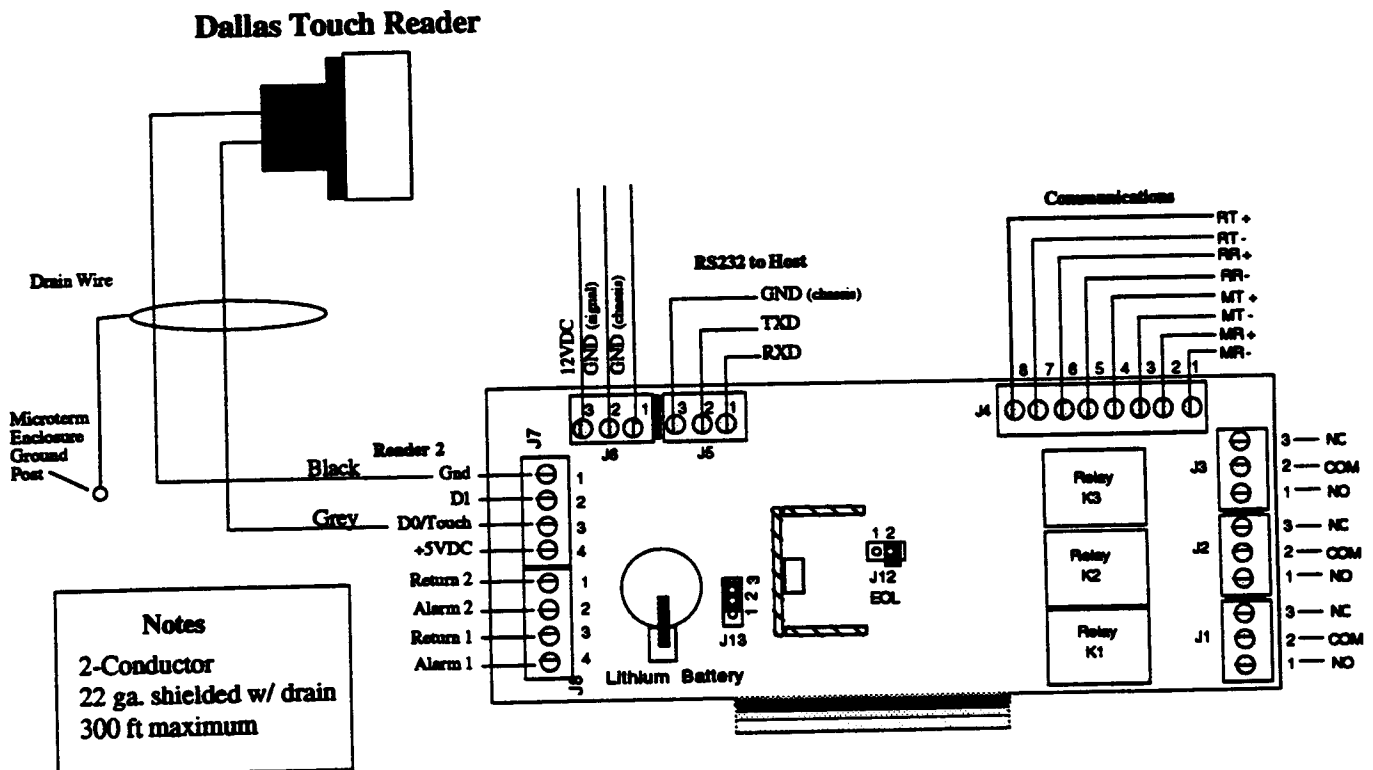 Dallas Touch Reader
Drain Wire
Microterm
Enclosure
Ground
Post
12VDC
GND (signal)
GND (chassis)
RS232 to Host
GND (chassis)
TXD
RXD
Communications
RT +
RT -
RR+
RR-
MT +
MT -
MR+
MR-
8 7 6 5 4 3 2 1
J4
3 2 1
J6
3 2 1
J5
J7
Reader 2
Black
Gnd 1
D1 2
Grey
D0/Touch 3
+5VDC 4
Return 2 1
Alarm 2 2
Return 1 3
Alarm 1 4
J8
Lithium Battery
1 2 3
J13
1 2
J12
EOL
Relay
K3
Relay
K2
Relay
K1
J3
3 NC
2 COM
1 NO
J2
3 NC
2 COM
1 NO
J1
3 NC
2 COM
1 NO
Notes
2-Conductor
22 ga. shielded w/ drain
300 ft maximum